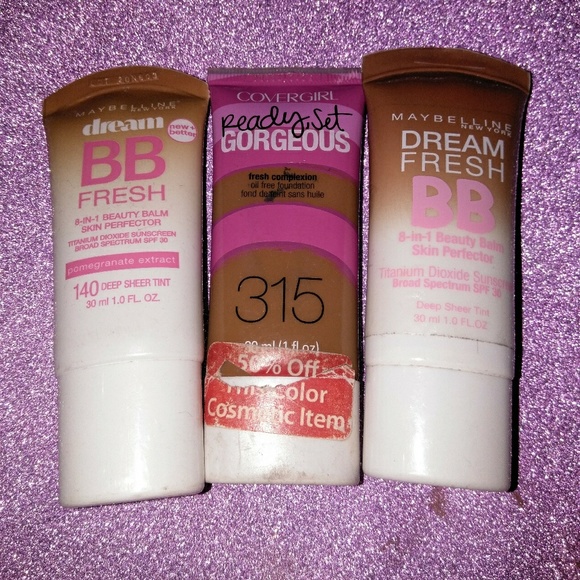 MAYBELLINE
dream
new +
better
BB
FRESH
8-IN-1 BEAUTY BALM
SKIN PERFECTOR
TITANIUM DIOXIDE SUNSCREEN
BROAD SPECTRUM SPF 30
pomegranate extract
140 DEEP SHEER TINT
30 ml 1.0 FL. OZ.
COVERGIRL
Ready, Set
GORGEOUS
fresh complexion
oil free foundation
fond de teint sans huile
315
30 ml (1 fl oz)
50% Off
This Color
Cosmetic Item
MAYBELLINE
NEW YORK
DREAM
FRESH
BB
8-in-1 Beauty Balm
Skin Perfector
Titanium Dioxide Sunscreen
Broad Spectrum SPF 30
Deep Sheer Tint
30 ml 1.0 FL.OZ